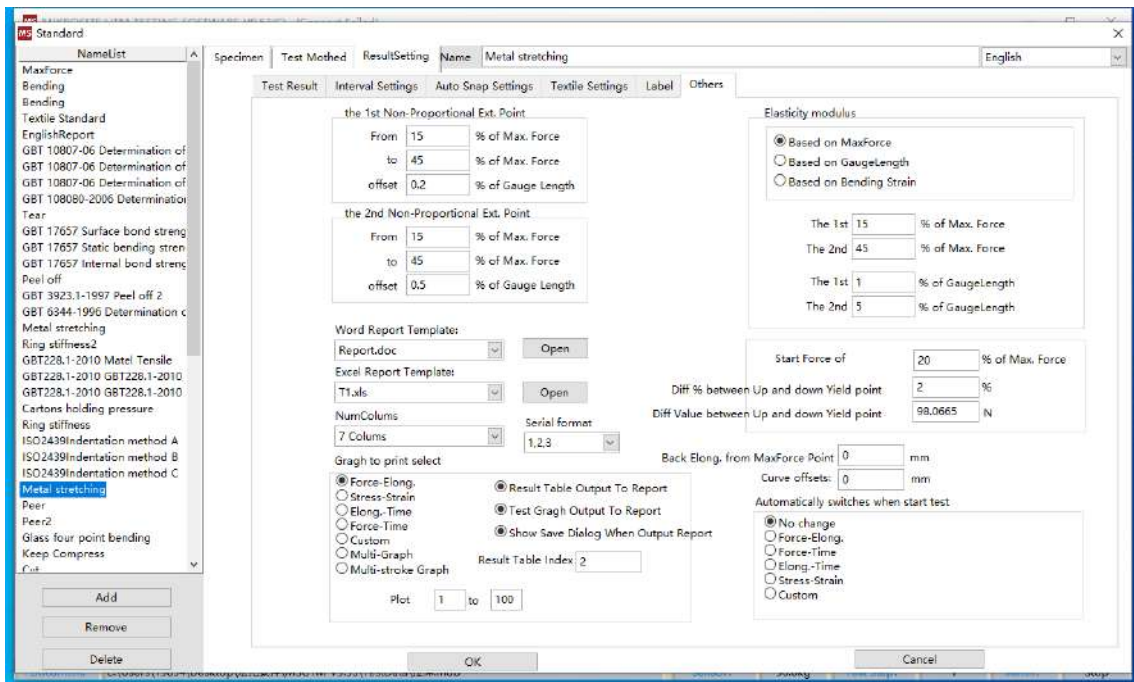 MS Standard
NameList
MaxForce
Bending
Bending
Textile Standard
EnglishReport
GBT 10807-06 Determination of
GBT 10807-06 Determination of
GBT 10807-06 Determination of
GBT 108080-2006 Determination
Tear
GBT 17657 Surface bond streng
GBT 17657 Static bending stren
GBT 17657 Internal bond streng
Peel off
GBT 3923.1-1997 Peel off 2
GBT 6344-1996 Determination c
Metal stretching
Ring stiffness2
GBT228.1-2010 Matel Tensile
GBT228.1-2010 GBT228.1-2010
GBT228.1-2010 GBT228.1-2010
Cartons holding pressure
Ring stiffness
ISO2439Indentation method A
ISO2439Indentation method B
ISO2439Indentation method C
Metal stretching
Peer
Peer2
Glass four point bending
Keep Compress
Cut
Add
Remove
Delete
Specimen Test Mothed ResultSetting Name Metal stretching English
Test Result Interval Settings Auto Snap Settings Textile Settings Label Others
the 1st Non-Proportional Ext. Point
From 15 % of Max. Force
to 45 % of Max. Force
offset 0.2 % of Gauge Length
the 2nd Non-Proportional Ext. Point
From 15 % of Max. Force
to 45 % of Max. Force
offset 0.5 % of Gauge Length
Word Report Template:
Report.doc Open
Excel Report Template:
T1.xls Open
NumColums
7 Colums
Serial format
1,2,3
Gragh to print select
Force-Elong.
Stress-Strain
Elong.-Time
Force-Time
Custom
Multi-Graph
Multi-stroke Graph
Result Table Output To Report
Test Gragh Output To Report
Show Save Dialog When Output Report
Result Table Index 2
Plot 1 to 100
Elasticity modulus
Based on MaxForce
Based on GaugeLength
Based on Bending Strain
The 1st 15 % of Max. Force
The 2nd 45 % of Max. Force
The 1st 1 % of GaugeLength
The 2nd 5 % of GaugeLength
Start Force of 20 % of Max. Force
Diff % between Up and down Yield point 2 %
Diff Value between Up and down Yield point 98.0665 N
Back Elong. from MaxForce Point 0 mm
Curve offsets: 0 mm
Automatically switches when start test
No change
Force-Elong.
Force-Time
Elong.-Time
Stress-Strain
Custom
OK
Cancel